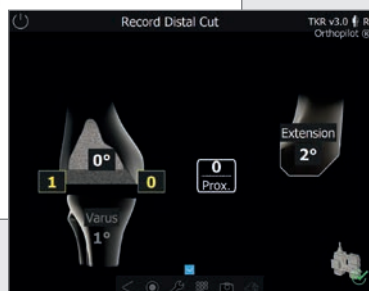 Record Distal Cut
TKR v3.0 R
Orthopilot ®
0°
Extension
2°
1
0
0
Prox.
Varus
1°